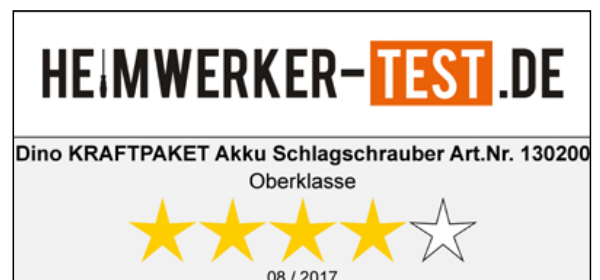 HEIMWERKER-TEST.DE
Dino KRAFTPAKET Akku Schlagschrauber Art.Nr. 130200
Oberklasse
08 / 2017